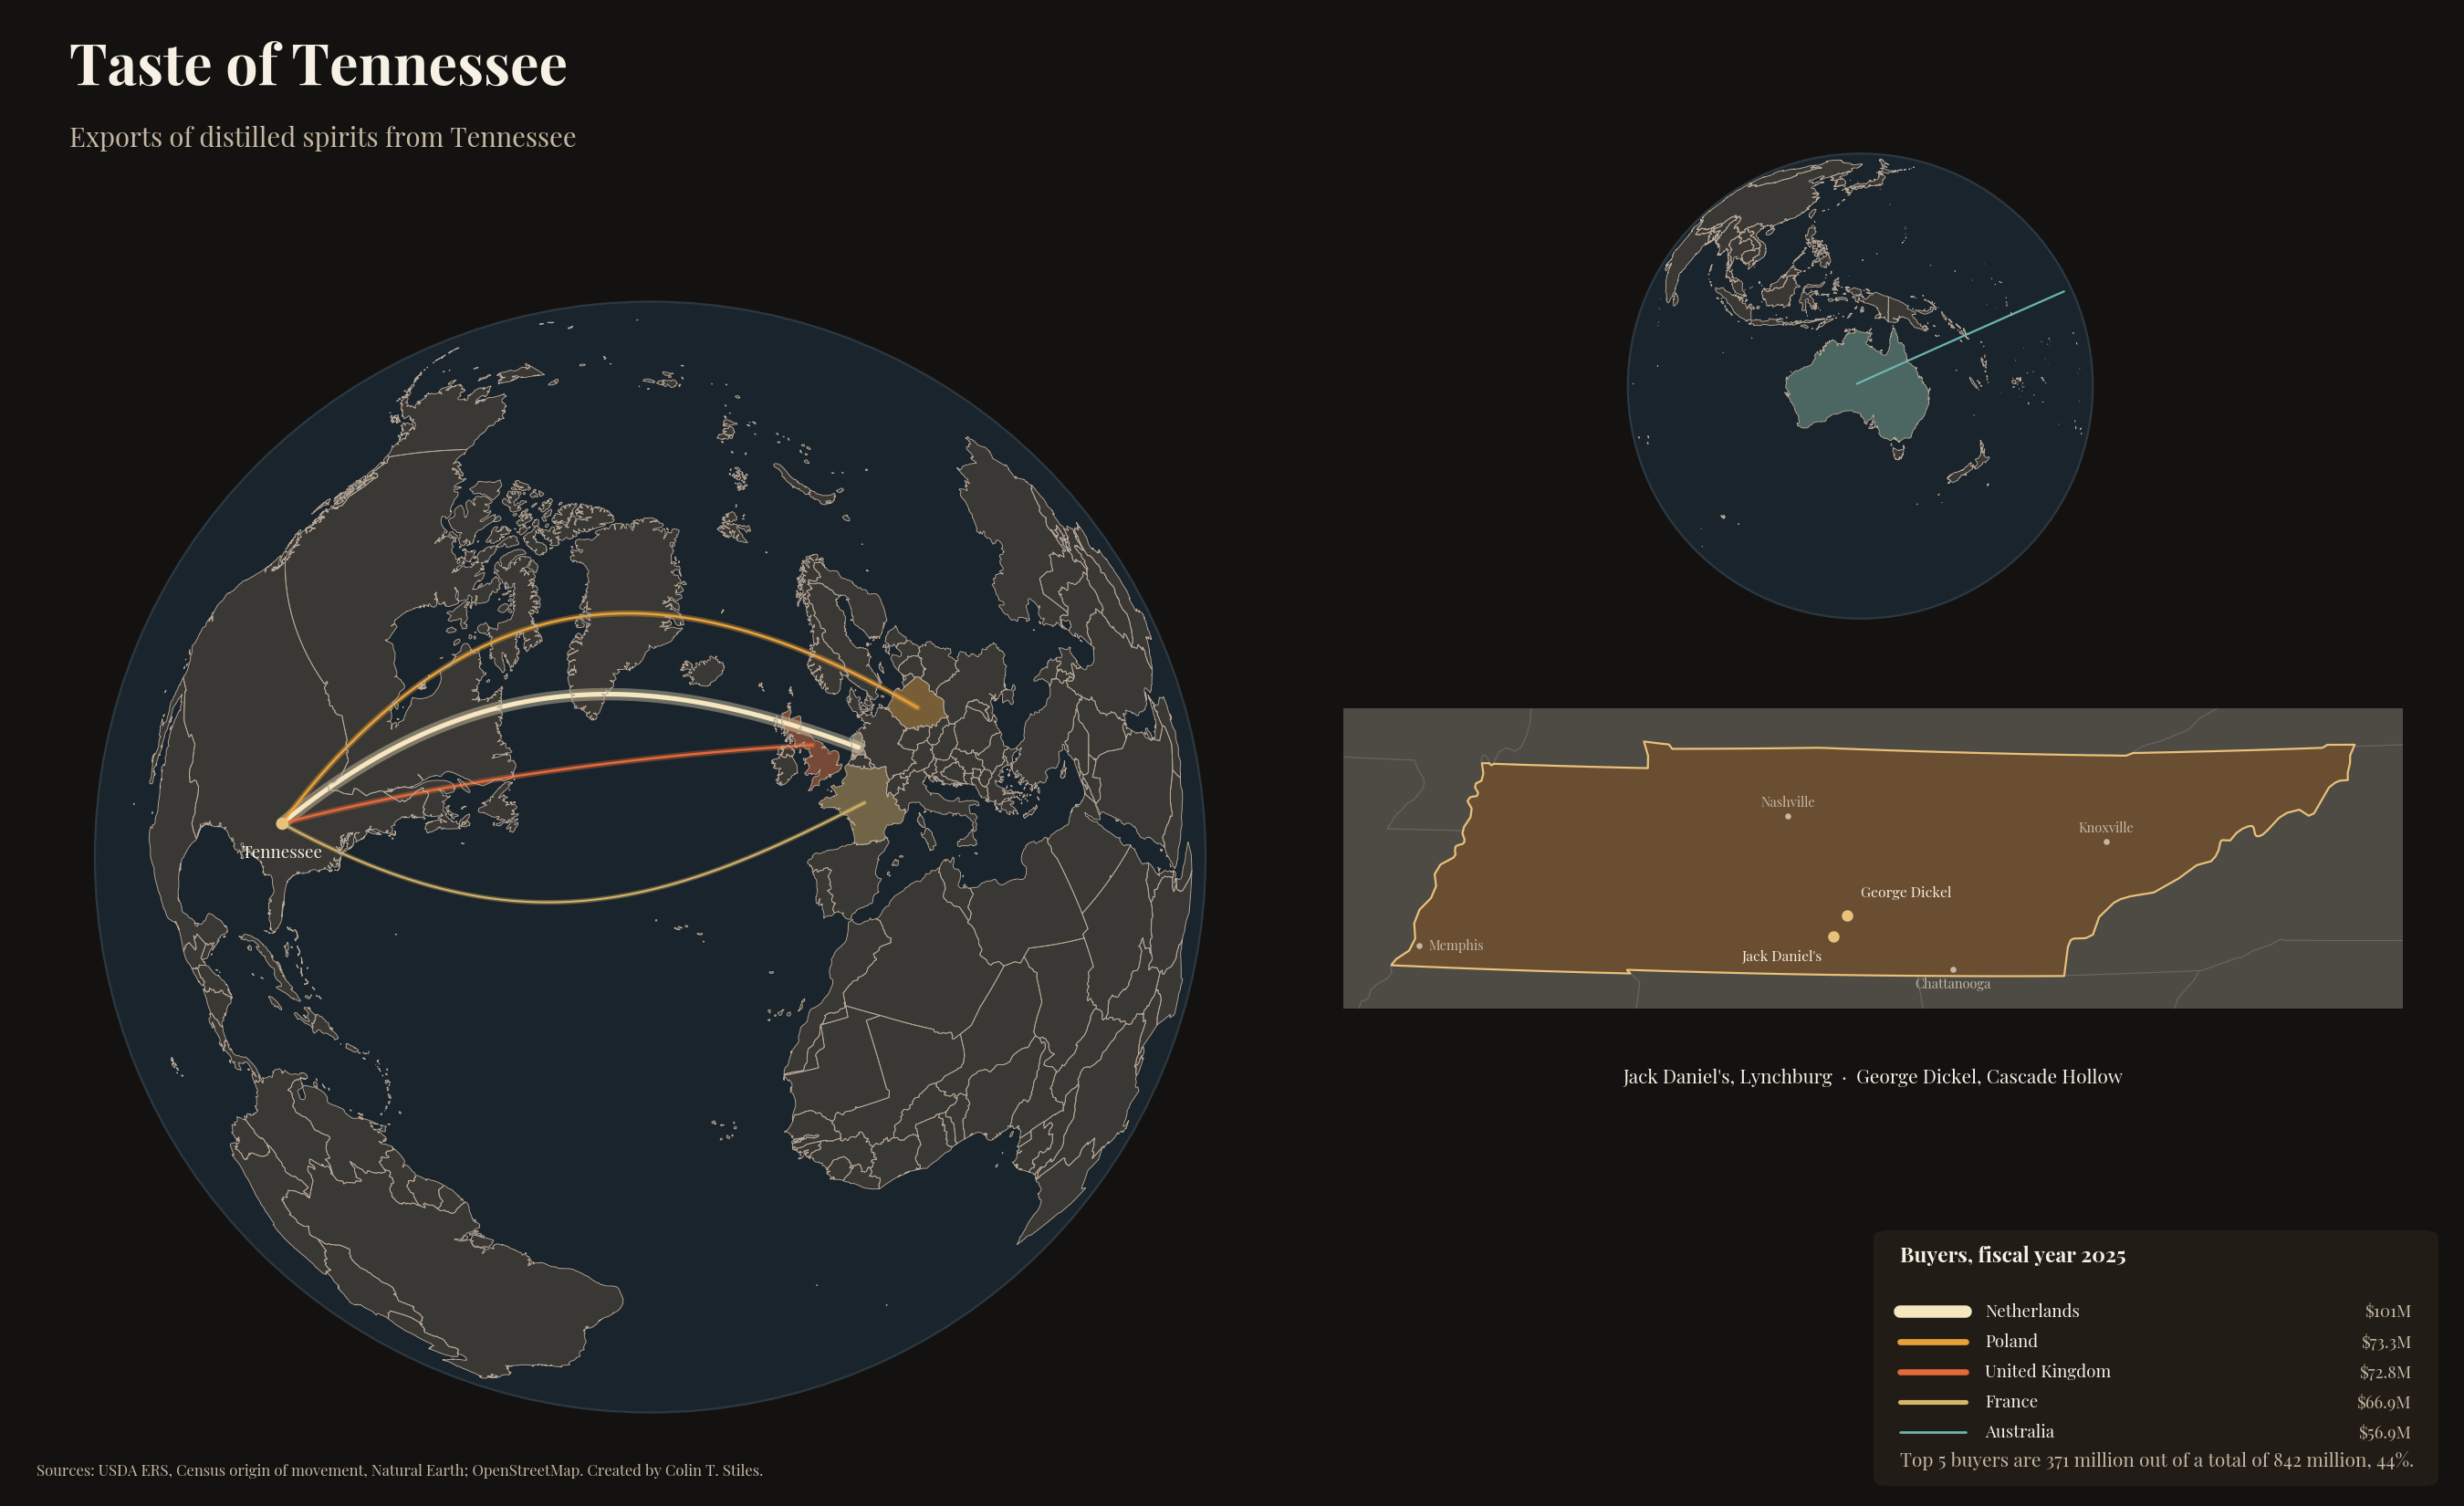 Taste of Tennessee
Exports of distilled spirits from Tennessee
Tennessee
Nashville
Knoxville
George Dickel
Memphis
Jack Daniel's
Chattanooga
Jack Daniel's, Lynchburg · George Dickel, Cascade Hollow
Buyers, fiscal year 2025
Netherlands $101M
Poland $73.3M
United Kingdom $72.8M
France $66.9M
Australia $56.9M
Top 5 buyers are 371 million out of a total of 842 million, 44%.
Sources: USDA ERS, Census origin of movement, Natural Earth; OpenStreetMap. Created by Colin T. Stiles.